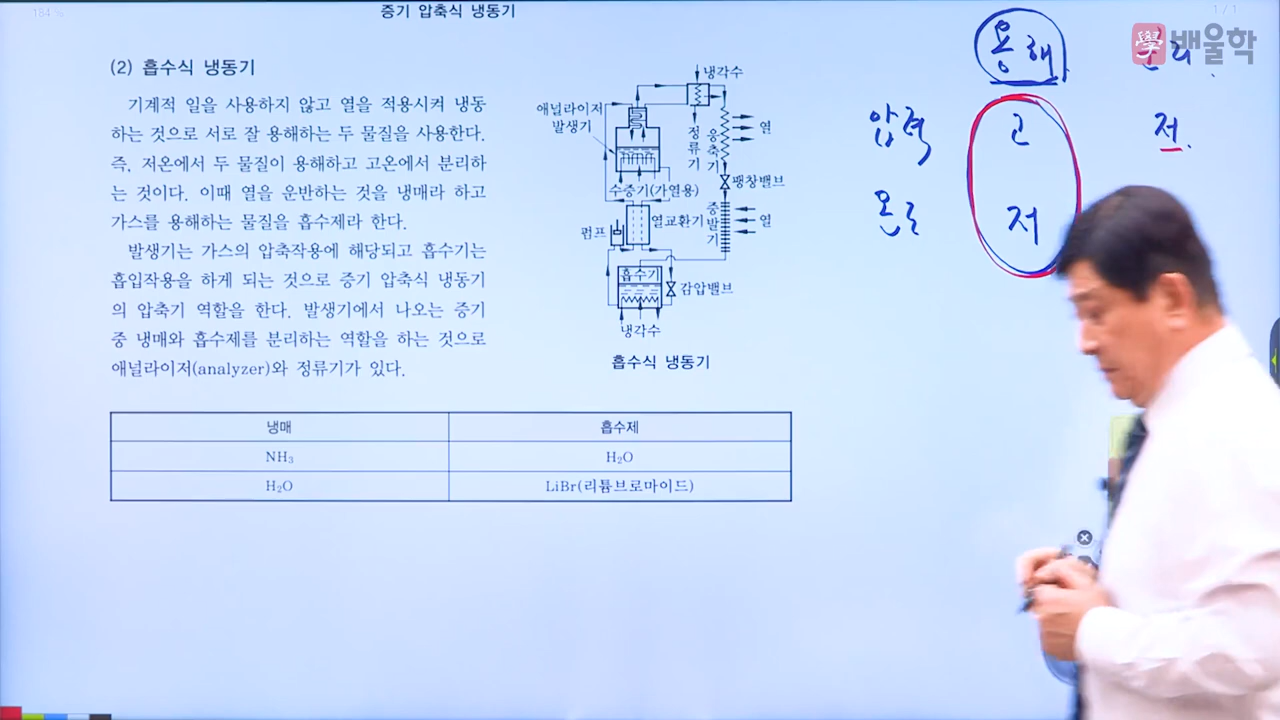 184%
증기 압축식 냉동기
1 / 1
學 배울학
(2) 흡수식 냉동기
기계적 일을 사용하지 않고 열을 적용시켜 냉동
하는 것으로 서로 잘 용해하는 두 물질을 사용한다.
즉, 저온에서 두 물질이 용해하고 고온에서 분리하
는 것이다. 이때 열을 운반하는 것을 냉매라 하고
가스를 용해하는 물질을 흡수제라 한다.
발생기는 가스의 압축작용에 해당되고 흡수기는
흡입작용을 하게 되는 것으로 증기 압축식 냉동기
의 압축기 역할을 한다. 발생기에서 나오는 증기
중 냉매와 흡수제를 분리하는 역할을 하는 것으로
애널라이저(analyzer)와 정류기가 있다.
냉각수
애널라이저
발생기
정류기
응축기
열
수증기(가열용)
팽창밸브
펌프
열교환기
증발기
열
흡수기
감압밸브
냉각수
흡수식 냉동기
냉매 흡수제
NH₃ H₂O
H₂O LiBr(리튬브로마이드)
용해
압력 고 저.
온도 저